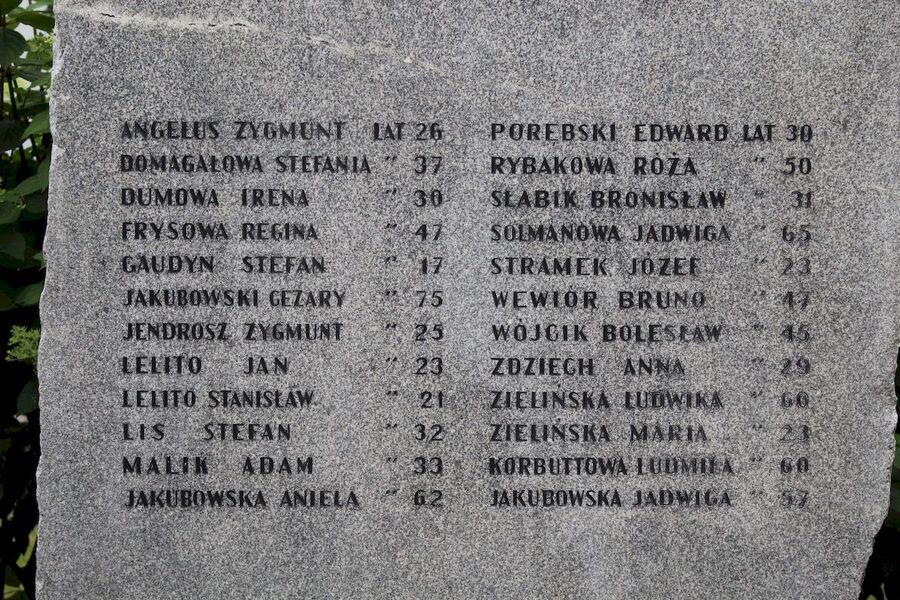 ANGELUS ZYGMUNT LAT 26
DOMAGAŁOWA STEFANIA " 37
DUMOWA IRENA " 30
FRYSOWA REGINA " 47
GAUDYN STEFAN " 17
JAKUBOWSKI CEZARY " 75
JENDROSZ ZYGMUNT " 25
LELITO JAN " 23
LELITO STANISŁAW " 21
LIS STEFAN " 32
MALIK ADAM " 33
JAKUBOWSKA ANIELA " 62
PORĘBSKI EDWARD LAT 30
RYBAKOWA RÓŻA " 50
SŁABIK BRONISŁAW " 31
SOLMANOWA JADWIGA " 65
STRAMEK JÓZEF " 23
WEWIÓR BRUNO " 47
WÓJCIK BOLESŁAW " 45
ZDZIECH ANNA " 29
ZIELIŃSKA LUDWIKA " 60
ZIELIŃSKA MARIA " 23
KORBUTTOWA LUDMIŁA " 60
JAKUBOWSKA JADWIGA " 57